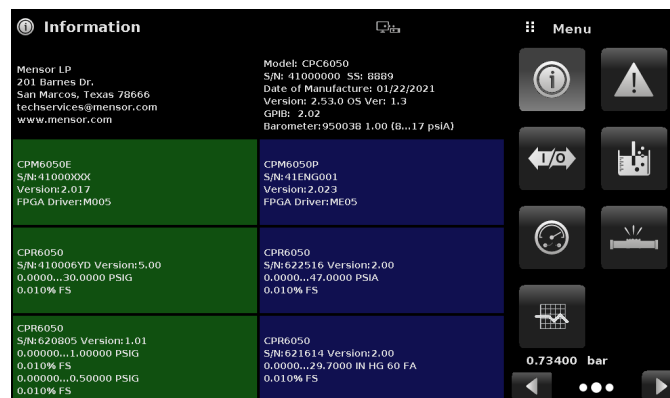 Information
Mensor LP
201 Barnes Dr.
San Marcos, Texas 78666
techservices@mensor.com
www.mensor.com
Model: CPC6050
S/N: 41000000 SS: 8889
Date of Manufacture: 01/22/2021
Version: 2.53.0 OS Ver: 1.3
GPIB: 2.02
Barometer:950038 1.00 (8...17 psiA)
CPM6050E
S/N:41000XXX
Version:2.017
FPGA Driver:M005
CPM6050P
S/N:41ENG001
Version:2.023
FPGA Driver:ME05
CPR6050
S/N:410006YD Version:5.00
0.0000...30.0000 PSIG
0.010% FS
CPR6050
S/N:622516 Version:2.00
0.0000...47.0000 PSIA
0.010% FS
CPR6050
S/N:620805 Version:1.01
0.00000...1.00000 PSIG
0.010% FS
0.00000...0.50000 PSIG
0.010% FS
CPR6050
S/N:621614 Version:2.00
0.0000...29.7000 IN HG 60 FA
0.010% FS
Menu
I/O
0.73400 bar